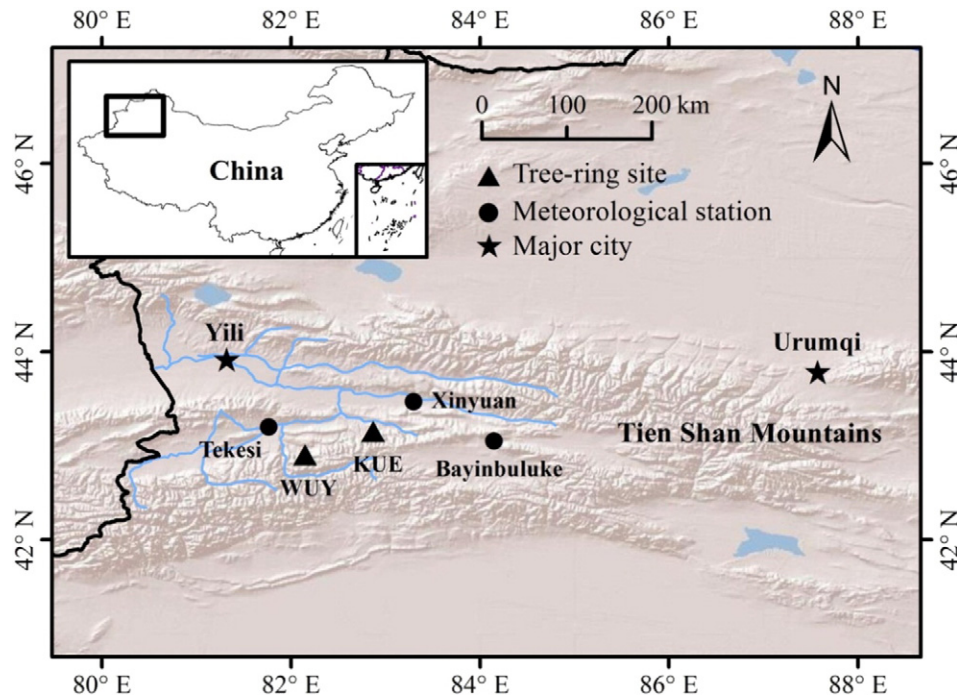 80° E 82° E 84° E 86° E 88° E
N
0 100 200 km
China
Tree-ring site
Meteorological station
Major city
46° N 46° N
44° N 44° N
42° N 42° N
Yili
Urumqi
Xinyuan
Tekesi
KUE
WUY
Bayinbuluke
Tien Shan Mountains
80° E 82° E 84° E 86° E 88° E